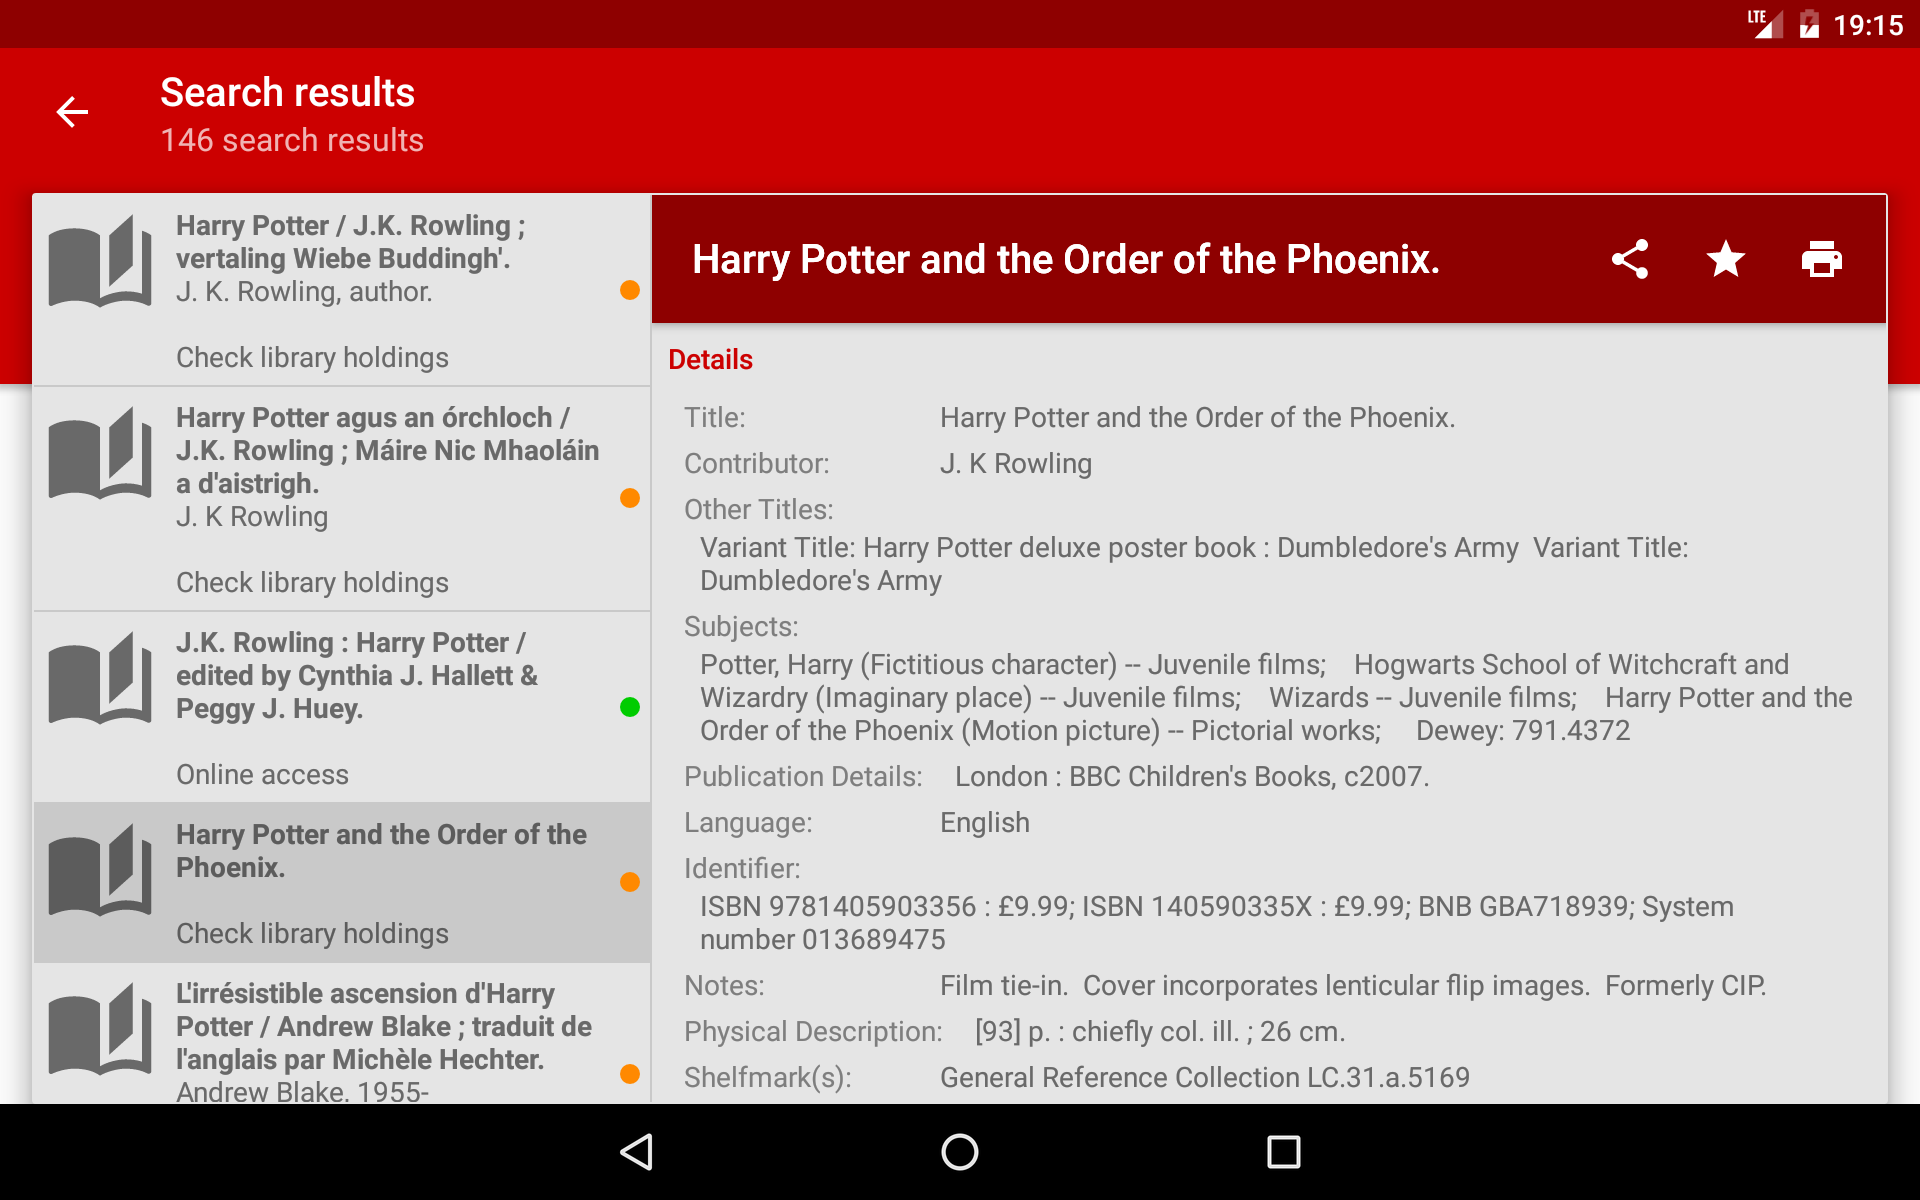 LTE 19:15
Search results
146 search results
Harry Potter / J.K. Rowling ;
vertaling Wiebe Buddingh'.
J. K. Rowling, author.
Check library holdings
Harry Potter agus an órchloch /
J.K. Rowling ; Máire Nic Mhaoláin
a d'aistrigh.
J. K Rowling
Check library holdings
J.K. Rowling : Harry Potter /
edited by Cynthia J. Hallett &
Peggy J. Huey.
Online access
Harry Potter and the Order of the
Phoenix.
Check library holdings
L'irrésistible ascension d'Harry
Potter / Andrew Blake ; traduit de
l'anglais par Michèle Hechter.
Andrew Blake, 1955-
Harry Potter and the Order of the Phoenix.
Details
Title: Harry Potter and the Order of the Phoenix.
Contributor: J. K Rowling
Other Titles:
Variant Title: Harry Potter deluxe poster book : Dumbledore's Army  Variant Title:
Dumbledore's Army
Subjects:
Potter, Harry (Fictitious character) -- Juvenile films;    Hogwarts School of Witchcraft and
Wizardry (Imaginary place) -- Juvenile films;    Wizards -- Juvenile films;    Harry Potter and the
Order of the Phoenix (Motion picture) -- Pictorial works;     Dewey: 791.4372
Publication Details: London : BBC Children's Books, c2007.
Language: English
Identifier:
ISBN 9781405903356 : £9.99; ISBN 140590335X : £9.99; BNB GBA718939; System
number 013689475
Notes: Film tie-in.  Cover incorporates lenticular flip images.  Formerly CIP.
Physical Description: [93] p. : chiefly col. ill. ; 26 cm.
Shelfmark(s): General Reference Collection LC.31.a.5169